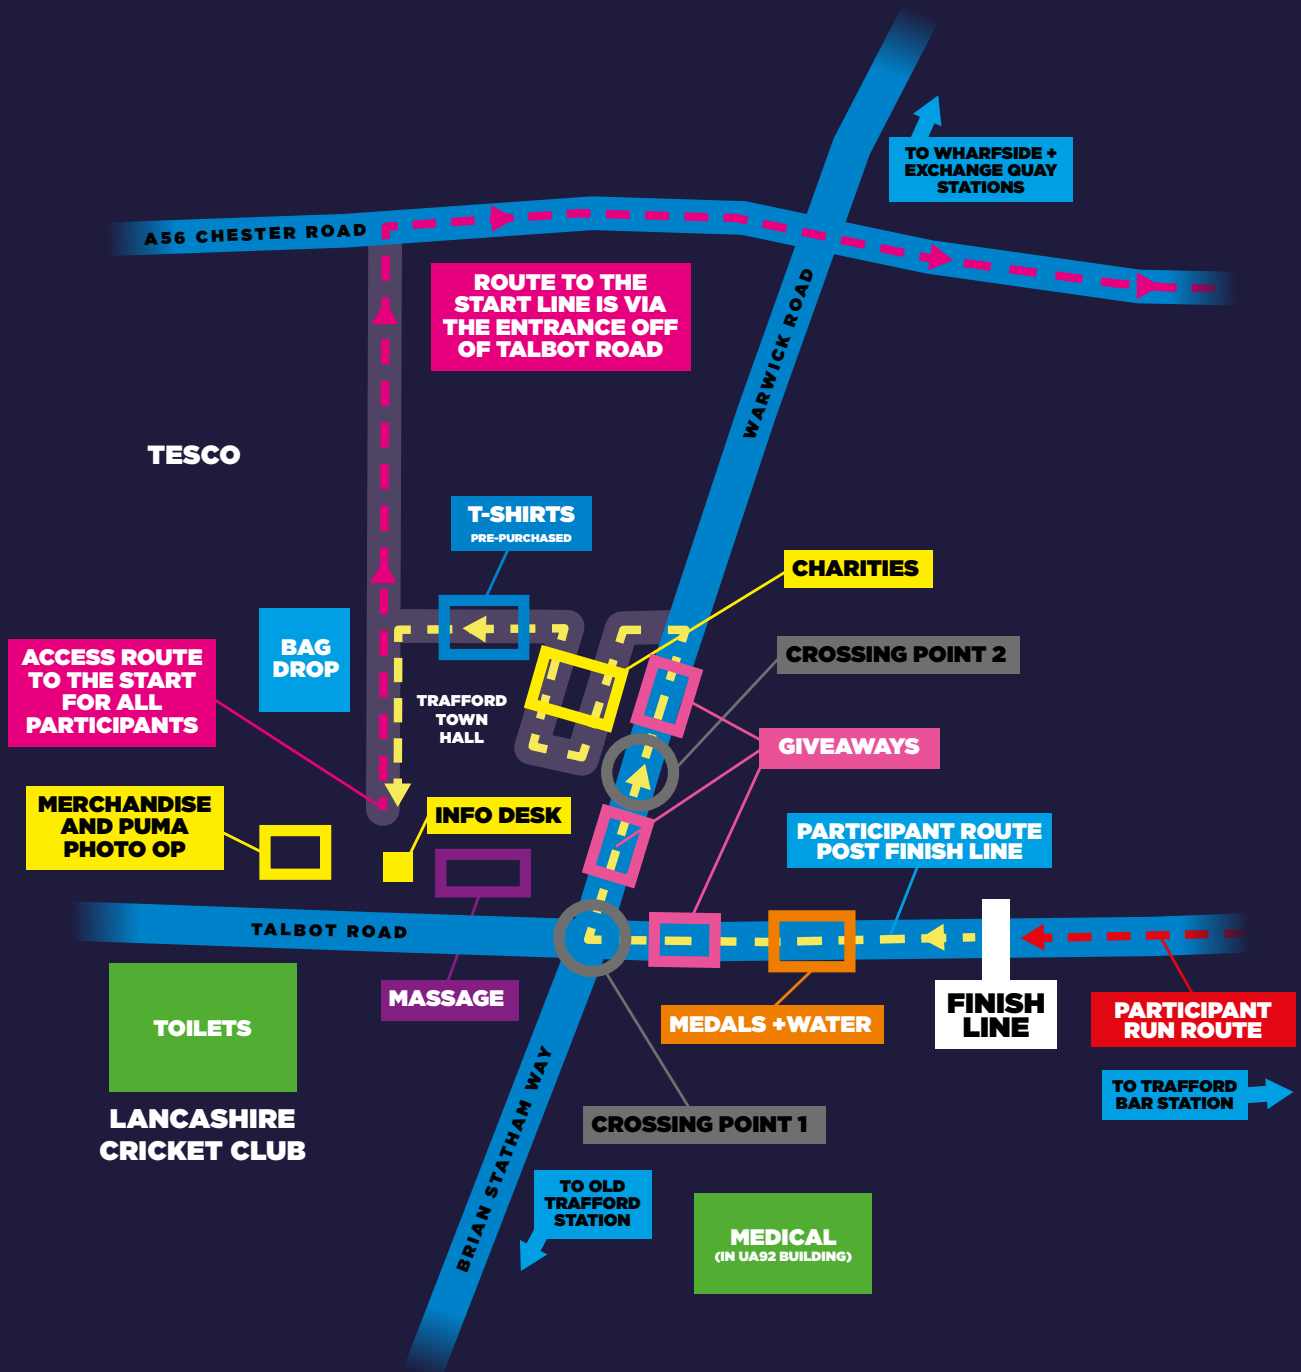 TO WHARFSIDE +
EXCHANGE QUAY
STATIONS
A56 CHESTER ROAD
ROUTE TO THE
START LINE IS VIA
THE ENTRANCE OFF
OF TALBOT ROAD
WARWICK ROAD
TESCO
T-SHIRTS
PRE-PURCHASED
CHARITIES
BAG
DROP
ACCESS ROUTE
TO THE START
FOR ALL
PARTICIPANTS
CROSSING POINT 2
TRAFFORD
TOWN
HALL
GIVEAWAYS
MERCHANDISE
AND PUMA
PHOTO OP
INFO DESK
PARTICIPANT ROUTE
POST FINISH LINE
TALBOT ROAD
MASSAGE
TOILETS
MEDALS +WATER
FINISH
LINE
PARTICIPANT
RUN ROUTE
TO TRAFFORD
BAR STATION
LANCASHIRE
CRICKET CLUB
CROSSING POINT 1
BRIAN STATHAM WAY
TO OLD
TRAFFORD
STATION
MEDICAL
(IN UA92 BUILDING)